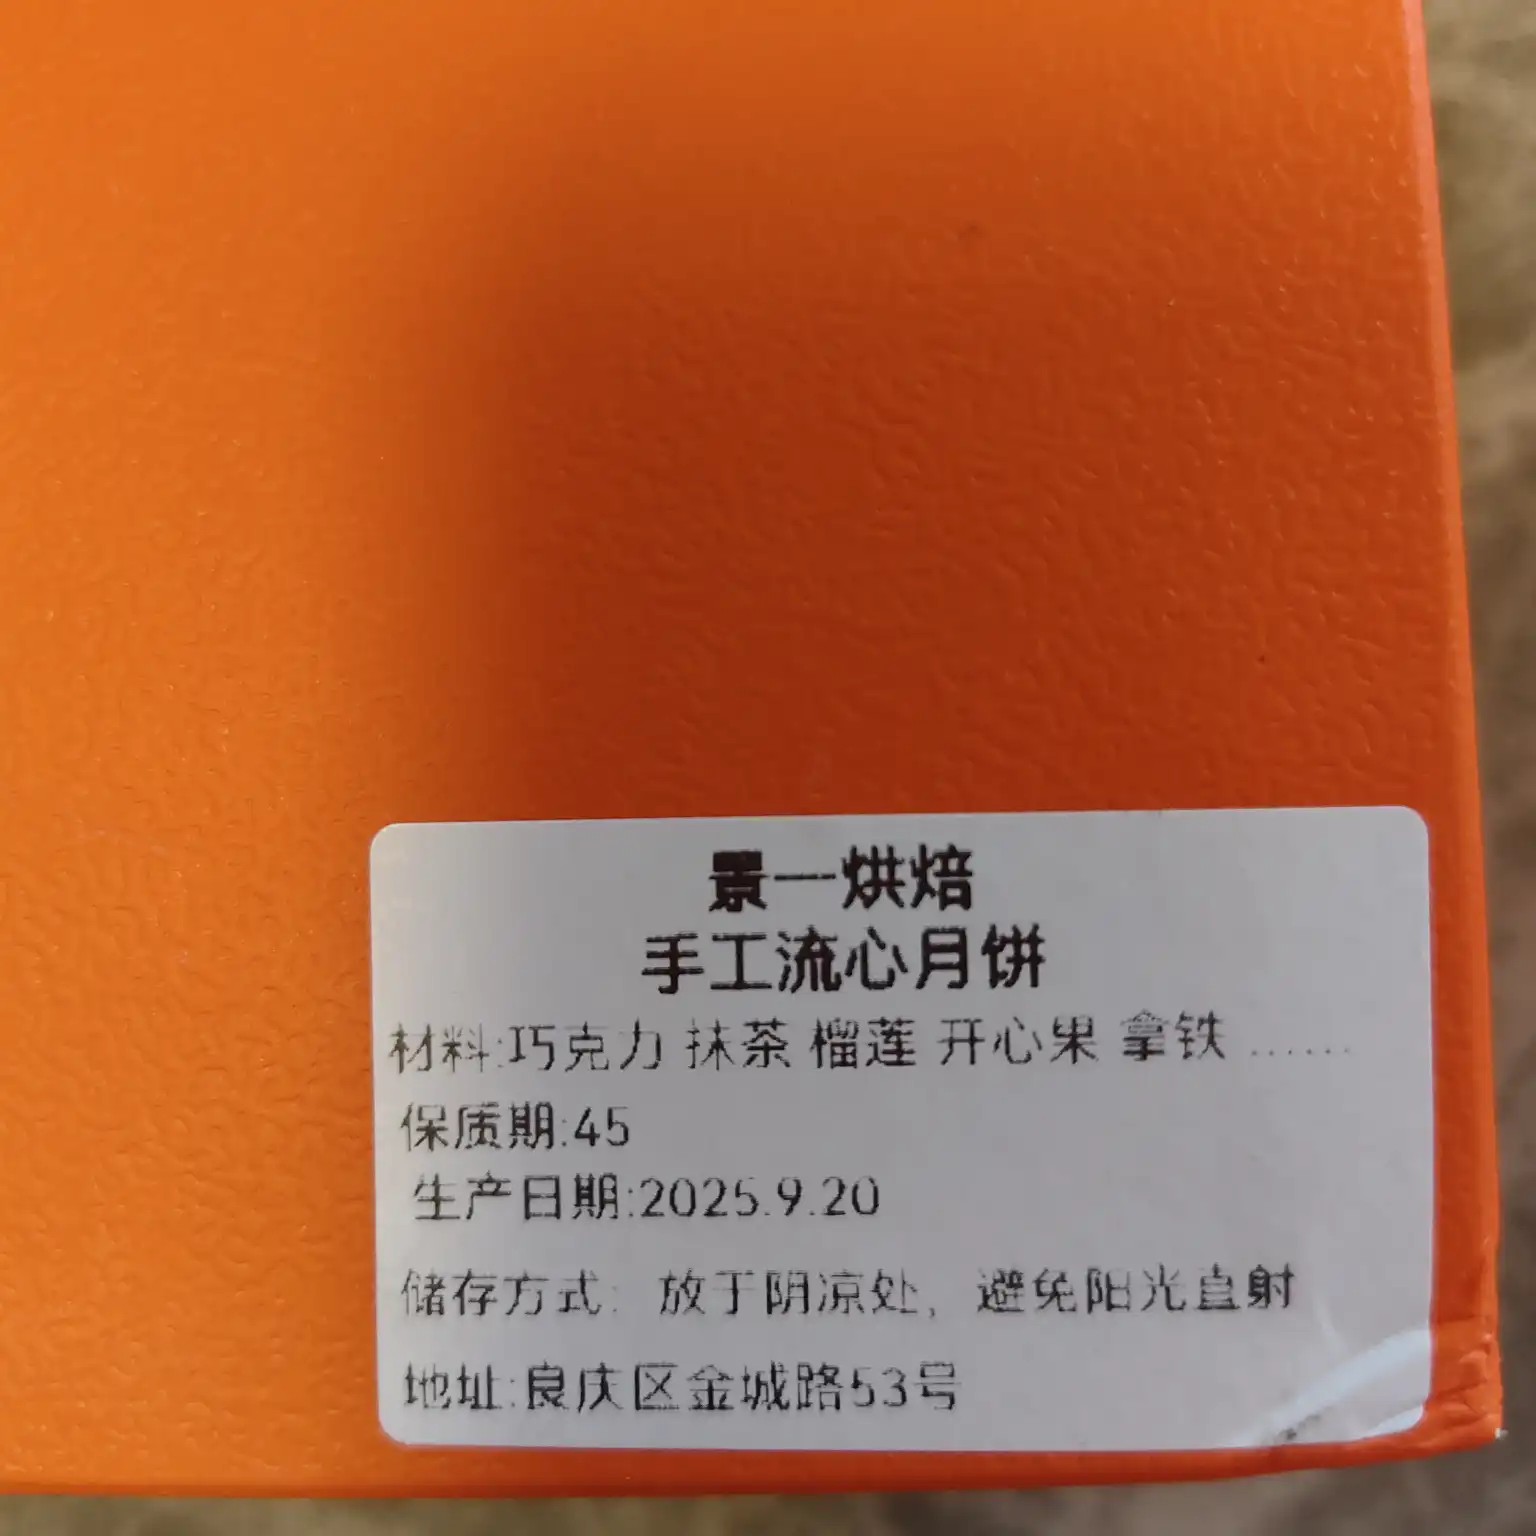 景一烘焙
手工流心月饼
材料:巧克力 抹茶 榴莲 开心果 拿铁 ......
保质期:45
生产日期:2025.9.20
储存方式：放于阴凉处，避免阳光直射
地址:良庆区金城路53号